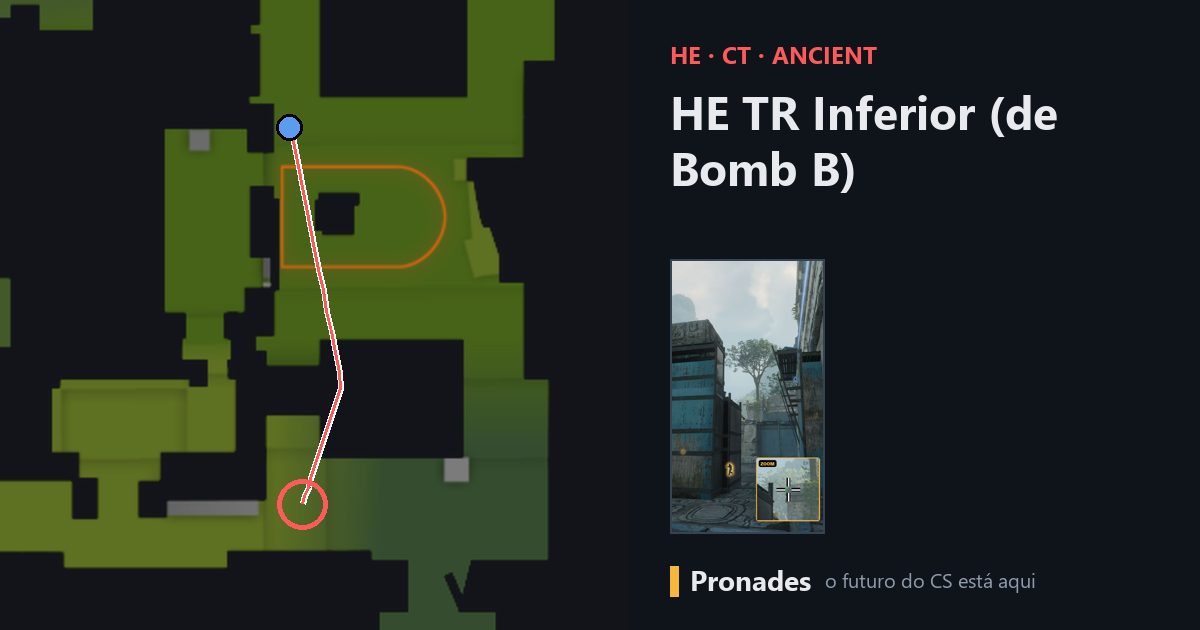 HE · CT · ANCIENT
HE TR Inferior (de
Bomb B)
ZOOM
Pronades o futuro do CS está aqui